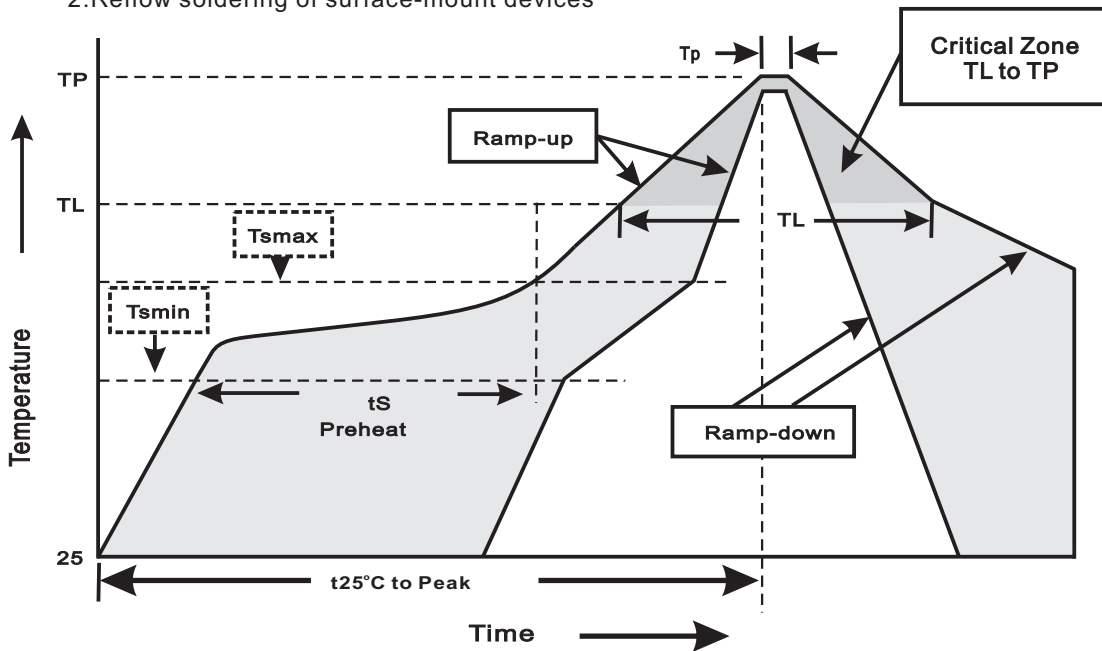 2.Reflow soldering of surface-mount devices
Tp
Critical Zone
TL to TP
TP
Ramp-up
TL
Tsmax
TL
Tsmin
tS
Preheat
Ramp-down
Temperature
25
t25°C to Peak
Time